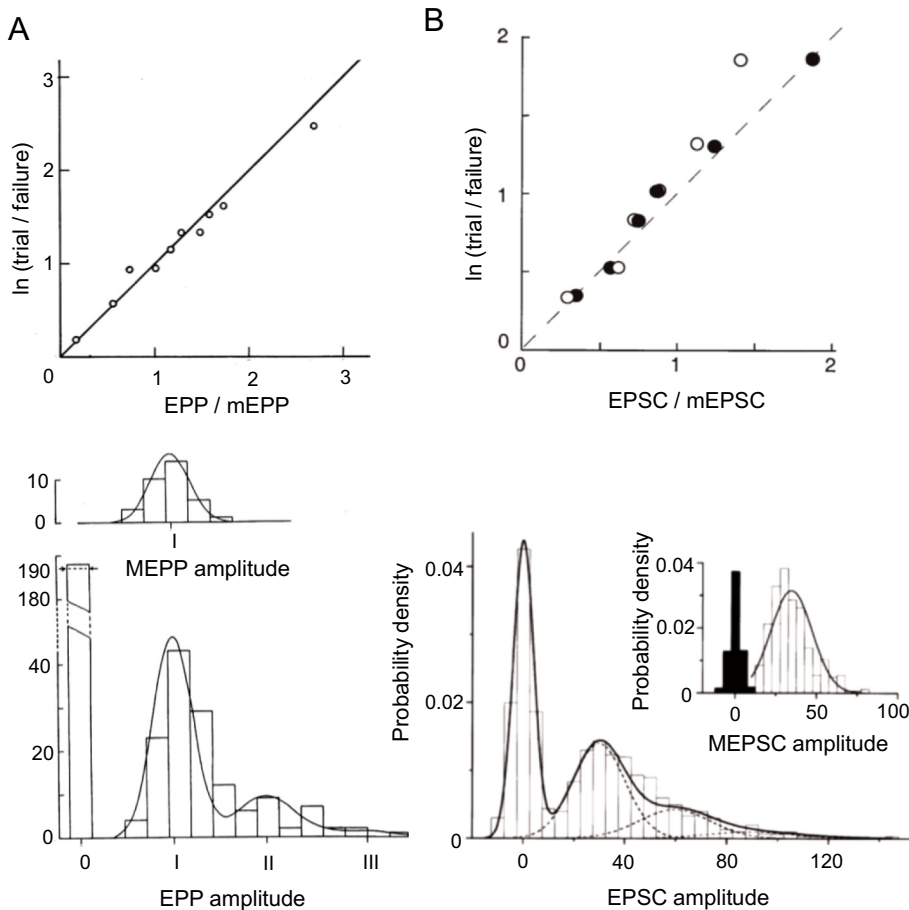 A
3
2
1
0
1
2
3
ln (trial / failure)
EPP / mEPP
B
2
1
0
0
1
2
ln (trial / failure)
EPSC / mEPSC
10
0
I
MEPP amplitude
190
180
40
20
0
0
I
II
III
EPP amplitude
Probability density
0.04
0.02
0
0
40
80
120
EPSC amplitude
Probability density
0.04
0.02
0
0
50
100
MEPSC amplitude